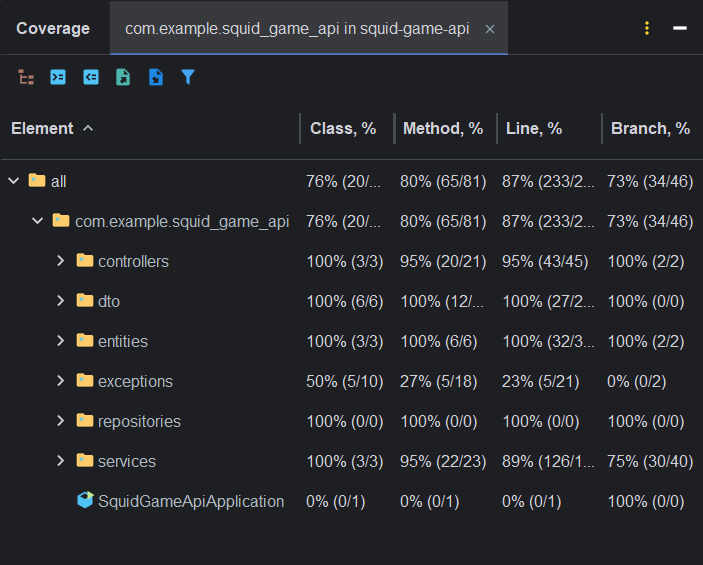 Coverage com.example.squid_game_api in squid-game-api
Element Class, % Method, % Line, % Branch, %
all 76% (20/... 80% (65/81) 87% (233/2... 73% (34/46)
com.example.squid_game_api 76% (20/... 80% (65/81) 87% (233/2... 73% (34/46)
controllers 100% (3/3) 95% (20/21) 95% (43/45) 100% (2/2)
dto 100% (6/6) 100% (12/... 100% (27/2... 100% (0/0)
entities 100% (3/3) 100% (6/6) 100% (32/3... 100% (2/2)
exceptions 50% (5/10) 27% (5/18) 23% (5/21) 0% (0/2)
repositories 100% (0/0) 100% (0/0) 100% (0/0) 100% (0/0)
services 100% (3/3) 95% (22/23) 89% (126/1... 75% (30/40)
SquidGameApiApplication 0% (0/1) 0% (0/1) 0% (0/1) 100% (0/0)